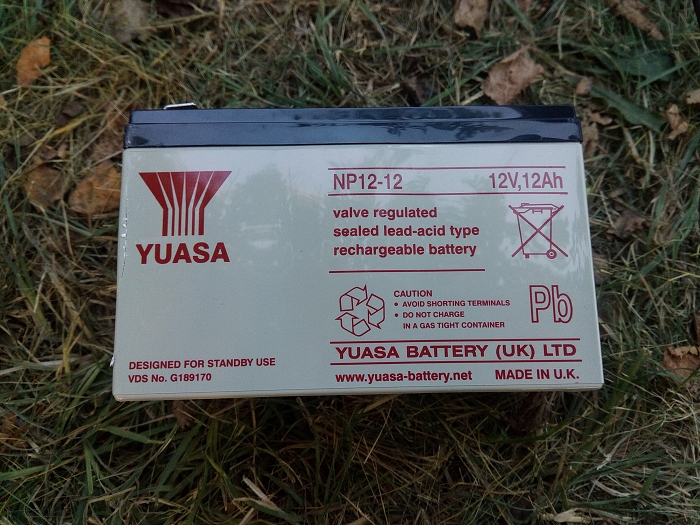 YUASA
NP12-12 12V,12Ah
valve regulated
sealed lead-acid type
rechargeable battery
CAUTION
• AVOID SHORTING TERMINALS
• DO NOT CHARGE
IN A GAS TIGHT CONTAINER
Pb
DESIGNED FOR STANDBY USE
VDS No. G189170
YUASA BATTERY (UK) LTD
www.yuasa-battery.net MADE IN U.K.